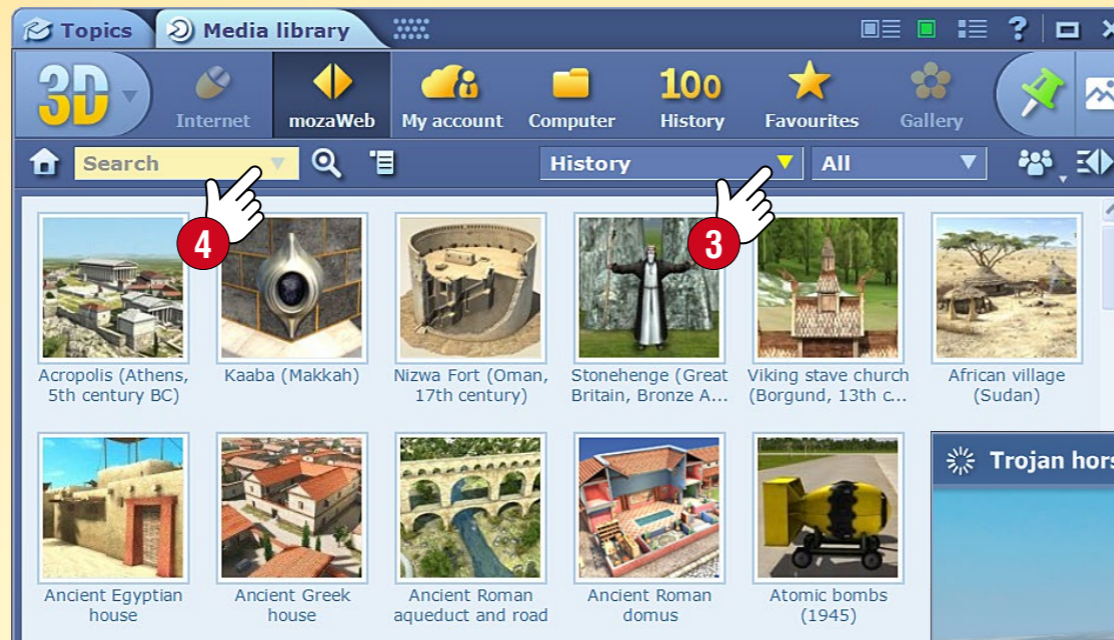 Topics
Media library
?
3D
Internet
mozaWeb
My account
Computer
100
History
Favourites
Gallery
Search
History
All
4
3
Acropolis (Athens,
5th century BC)
Kaaba (Makkah)
Nizwa Fort (Oman,
17th century)
Stonehenge (Great
Britain, Bronze A...
Viking stave church
(Borgund, 13th c...
African village
(Sudan)
Trojan hors
Ancient Egyptian
house
Ancient Greek
house
Ancient Roman
aqueduct and road
Ancient Roman
domus
Atomic bombs
(1945)